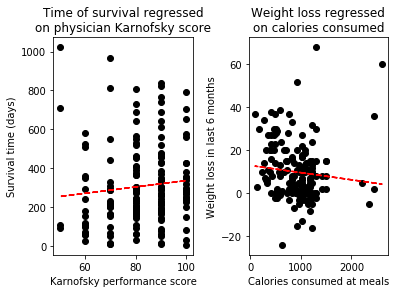 Time of survival regressed
on physician Karnofsky score
Survival time (days)
1000
800
600
400
200
0
60
80
100
Karnofsky performance score
Weight loss regressed
on calories consumed
Weight loss in last 6 months
60
40
20
0
−20
0
1000
2000
Calories consumed at meals